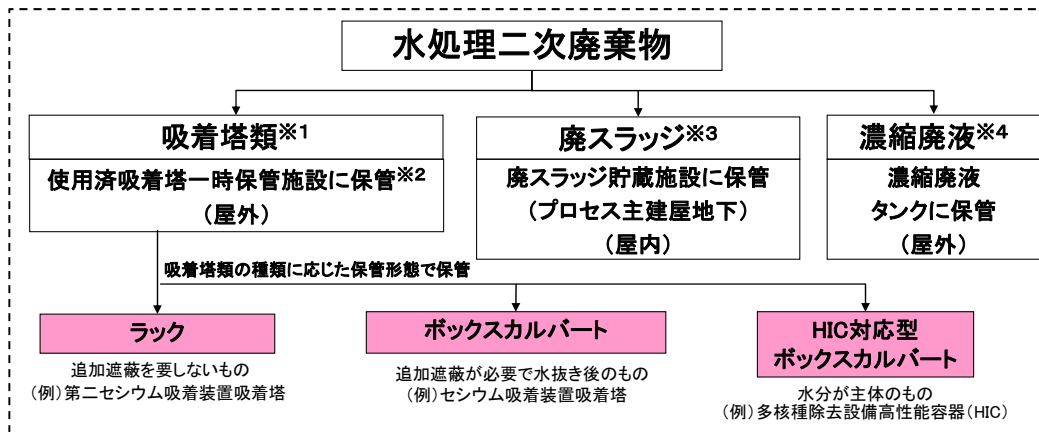 水処理二次廃棄物
吸着塔類※1
使用済吸着塔一時保管施設に保管※2
（屋外）
廃スラッジ※3
廃スラッジ貯蔵施設に保管
（プロセス主建屋地下）
（屋内）
濃縮廃液※4
濃縮廃液
タンクに保管
（屋外）
吸着塔類の種類に応じた保管形態で保管
ラック
追加遮蔽を要しないもの
（例）第二セシウム吸着装置吸着塔
ボックスカルバート
追加遮蔽が必要で水抜き後のもの
（例）セシウム吸着装置吸着塔
HIC対応型
ボックスカルバート
水分が主体のもの
（例）多核種除去設備高性能容器（HIC）